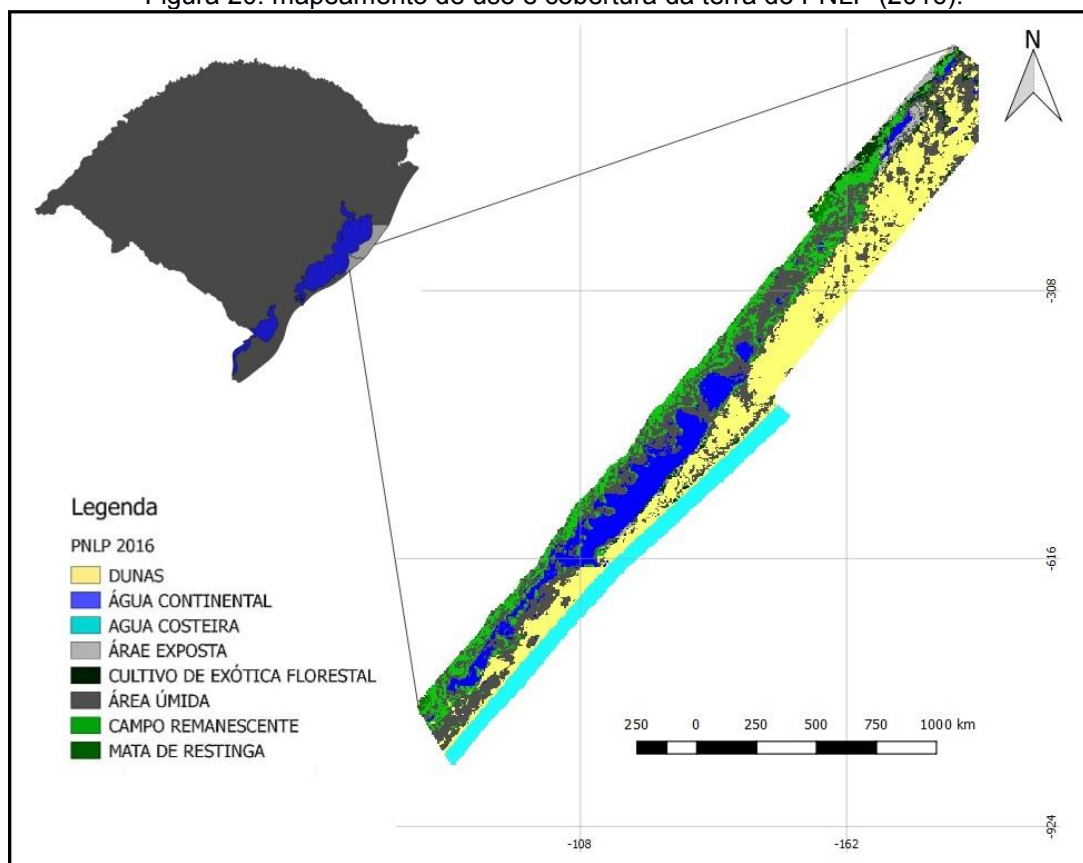 Figura 20: mapeamento de uso e cobertura da terra do PNLP (2016).
N
-308
-616
-924
-108
-162
Legenda
PNLP 2016
DUNAS
ÁGUA CONTINENTAL
AGUA COSTEIRA
ÁRAE EXPOSTA
CULTIVO DE EXÓTICA FLORESTAL
ÁREA ÚMIDA
CAMPO REMANESCENTE
MATA DE RESTINGA
250 0 250 500 750 1000 km